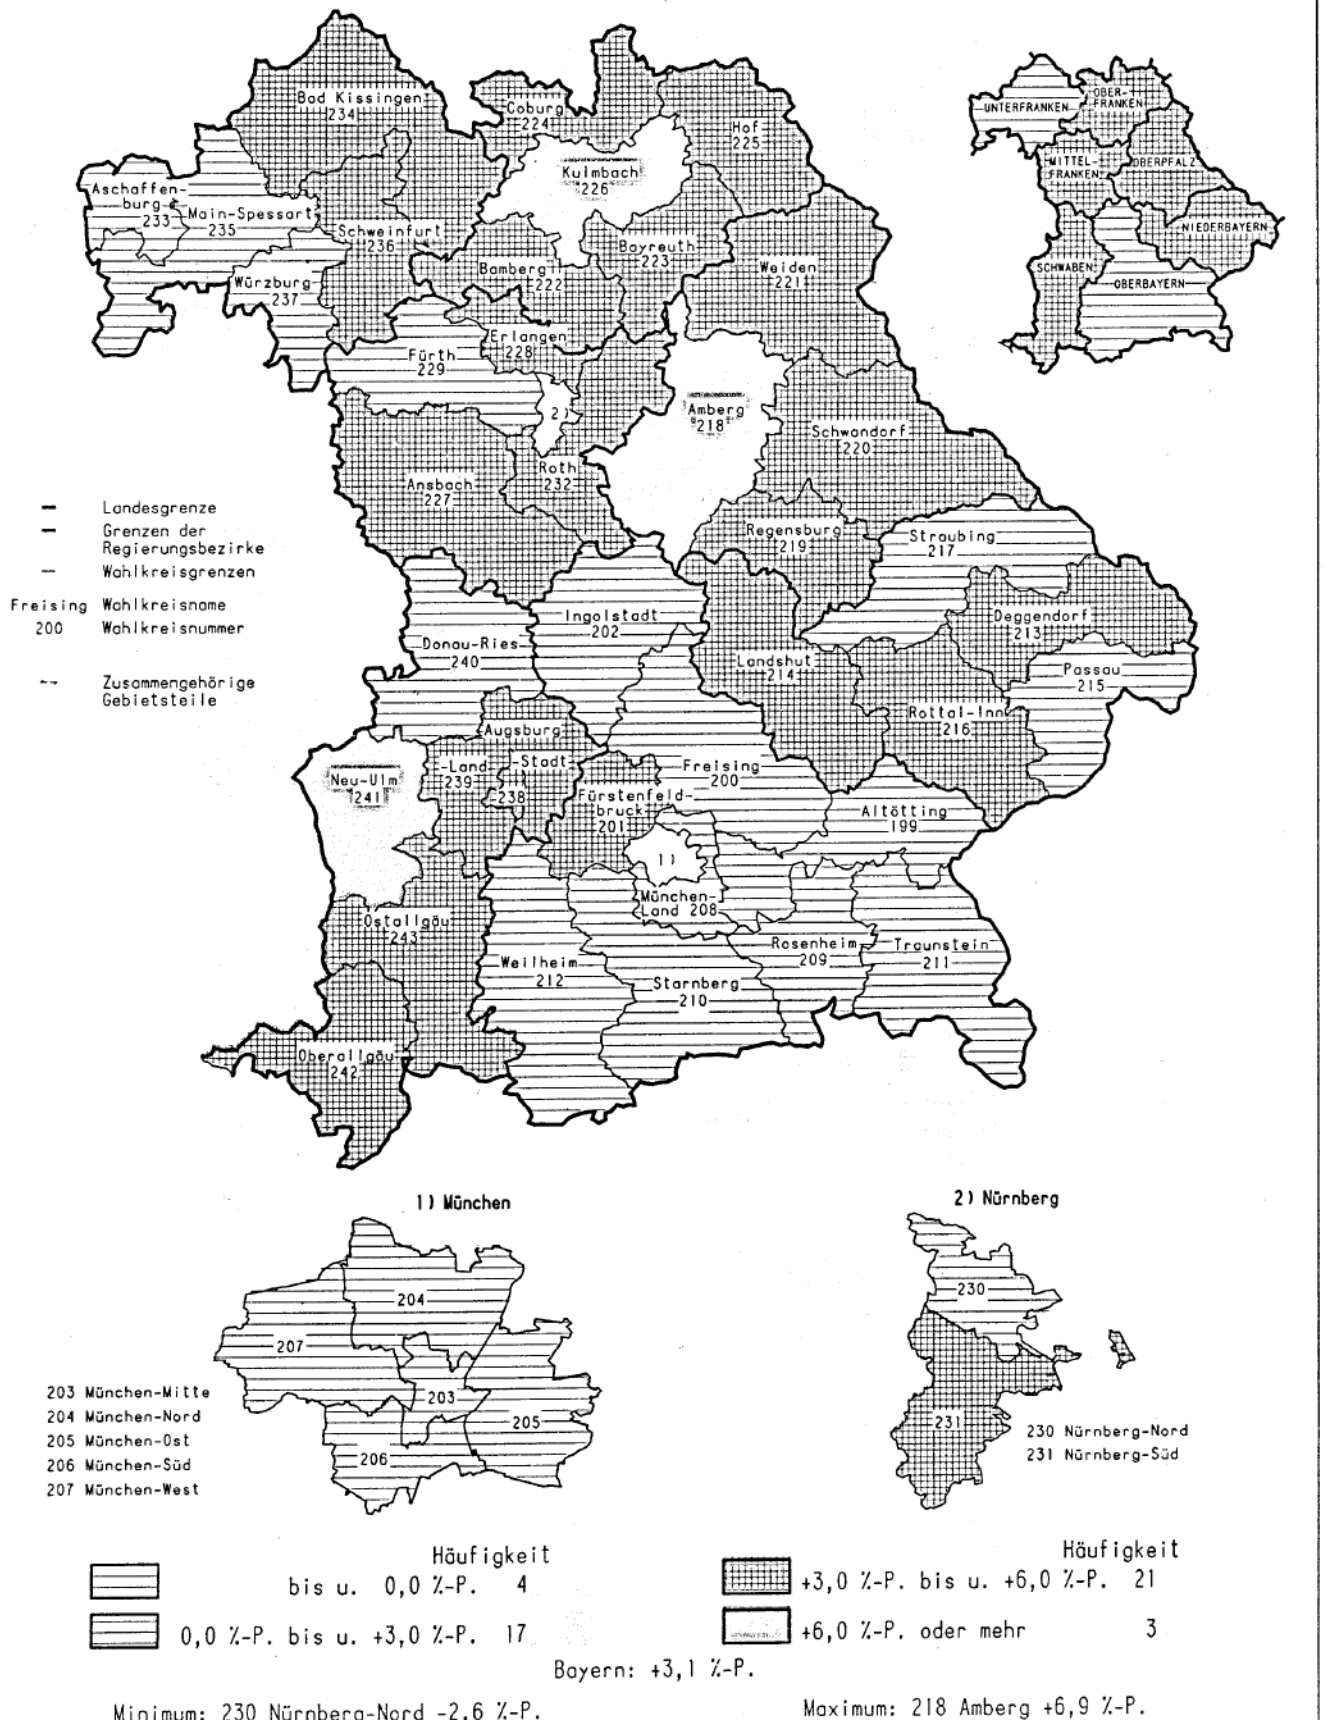 Bad Kissingen
234
Coburg
224
Hof
225
Kulmbach
226
Aschaffen-
burg
233
Main-Spessart
235
Schweinfurt
236
Würzburg
237
Bamberg
222
Bayreuth
223
Weiden
221
Erlangen
228
Fürth
229
2)
Amberg
218
Schwandorf
220
Ansbach
227
Roth
232
Regensburg
219
Straubing
217
Deggendorf
213
Ingolstadt
202
Donau-Ries
240
Landshut
214
Passau
215
Rottal-Inn
216
Augsburg
-Land
239
-Stadt
238
Neu-Ulm
241
Freising
200
Fürstenfeld-
bruck
201
Altötting
199
1)
München-
Land 208
Ostallgäu
243
Weilheim
212
Starnberg
210
Rosenheim
209
Traunstein
211
Oberallgäu
242
UNTERFRANKEN
OBER-
FRANKEN
MITTEL-
FRANKEN
OBERPFALZ
NIEDERBAYERN
SCHWABEN
OBERBAYERN
Landesgrenze
Grenzen der
Regierungsbezirke
Wahlkreisgrenzen
Freising Wahlkreisname
200 Wahlkreisnummer
Zusammengehörige
Gebietsteile
1) München
204
207
203
205
206
203 München-Mitte
204 München-Nord
205 München-Ost
206 München-Süd
207 München-West
2) Nürnberg
230
231
230 Nürnberg-Nord
231 Nürnberg-Süd
Häufigkeit
bis u. 0,0 %-P. 4
0,0 %-P. bis u. +3,0 %-P. 17
Häufigkeit
+3,0 %-P. bis u. +6,0 %-P. 21
+6,0 %-P. oder mehr 3
Bayern: +3,1 %-P.
Minimum: 230 Nürnberg-Nord -2,6 %-P.
Maximum: 218 Amberg +6,9 %-P.